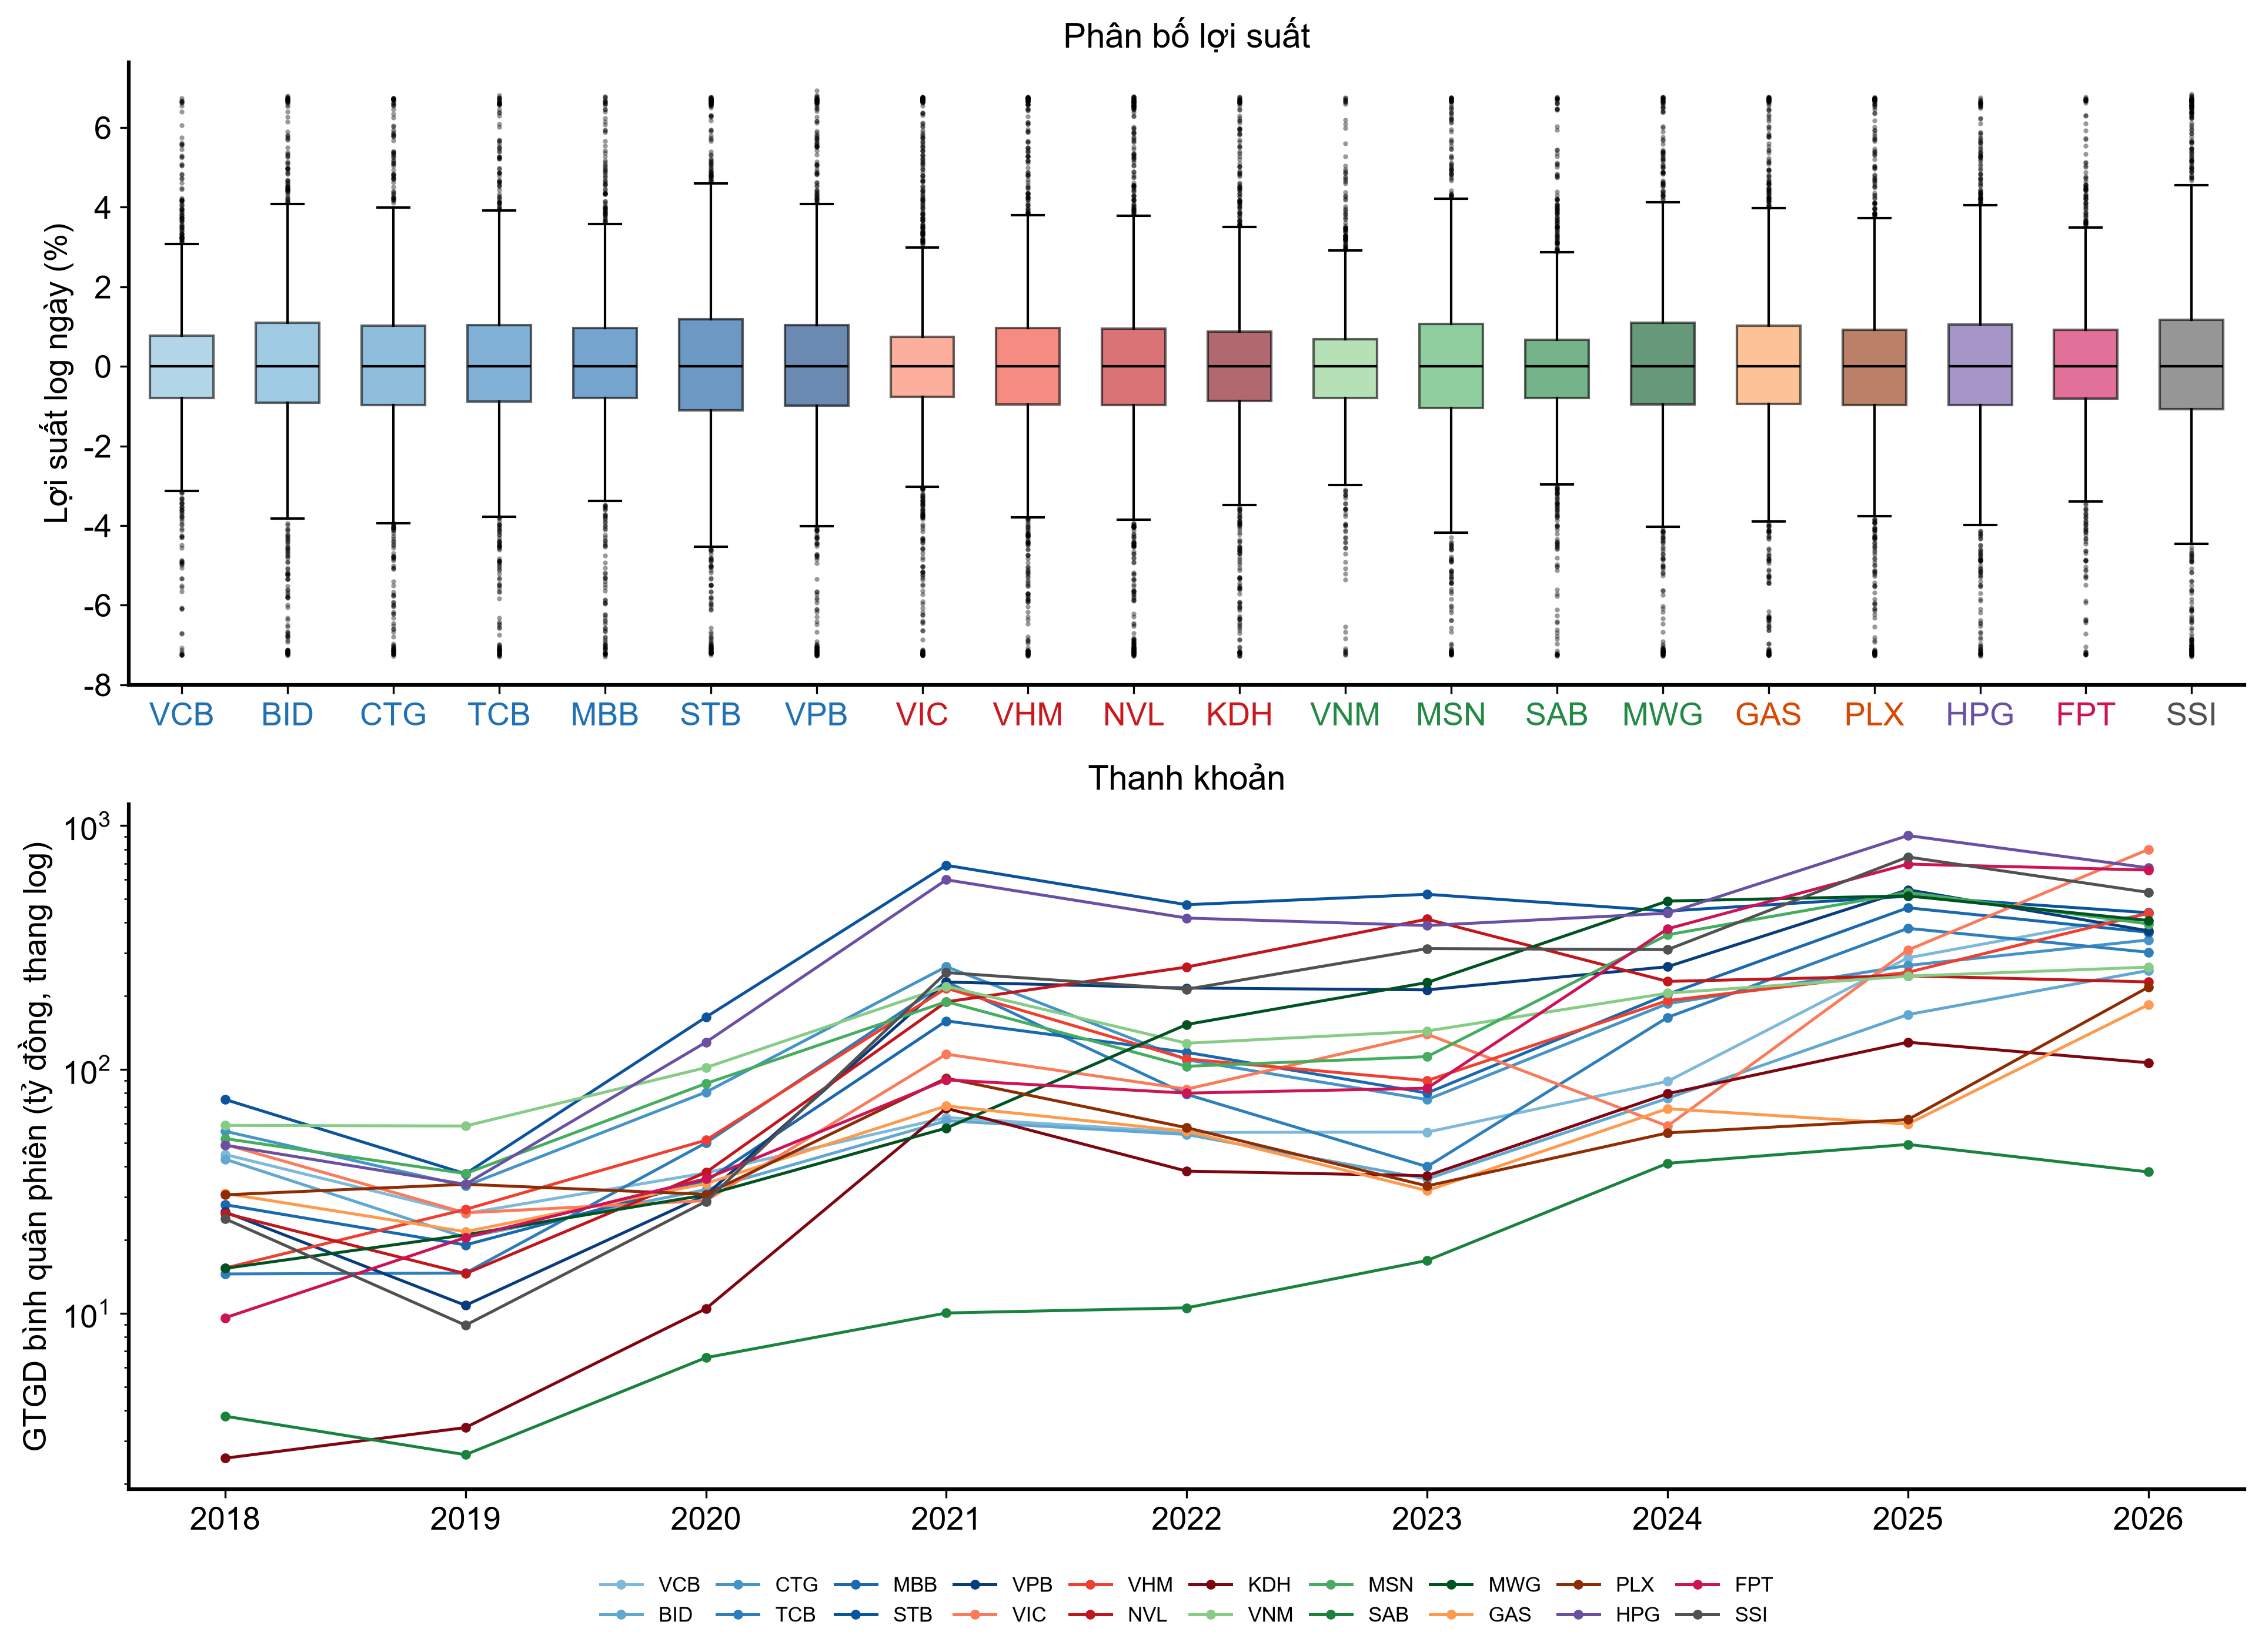 Phân bố lợi suất
Lợi suất log ngày (%)
6
4
2
0
-2
-4
-6
-8
VCB BID CTG TCB MBB STB VPB VIC VHM NVL KDH VNM MSN SAB MWG GAS PLX HPG FPT SSI
Thanh khoản
GTGD bình quân phiên (tỷ đồng, thang log)
10³
10²
10¹
2018 2019 2020 2021 2022 2023 2024 2025 2026
VCB CTG MBB VPB VHM KDH MSN MWG PLX FPT
BID TCB STB VIC NVL VNM SAB GAS HPG SSI